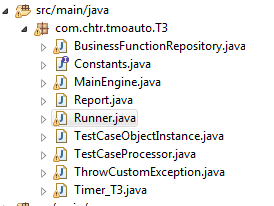 src/main/java
com.chtr.tmoauto.T3
BusinessFunctionRepository.java
Constants.java
MainEngine.java
Report.java
Runner.java
TestCaseObjectInstance.java
TestCaseProcessor.java
ThrowCustomException.java
Timer_T3.java